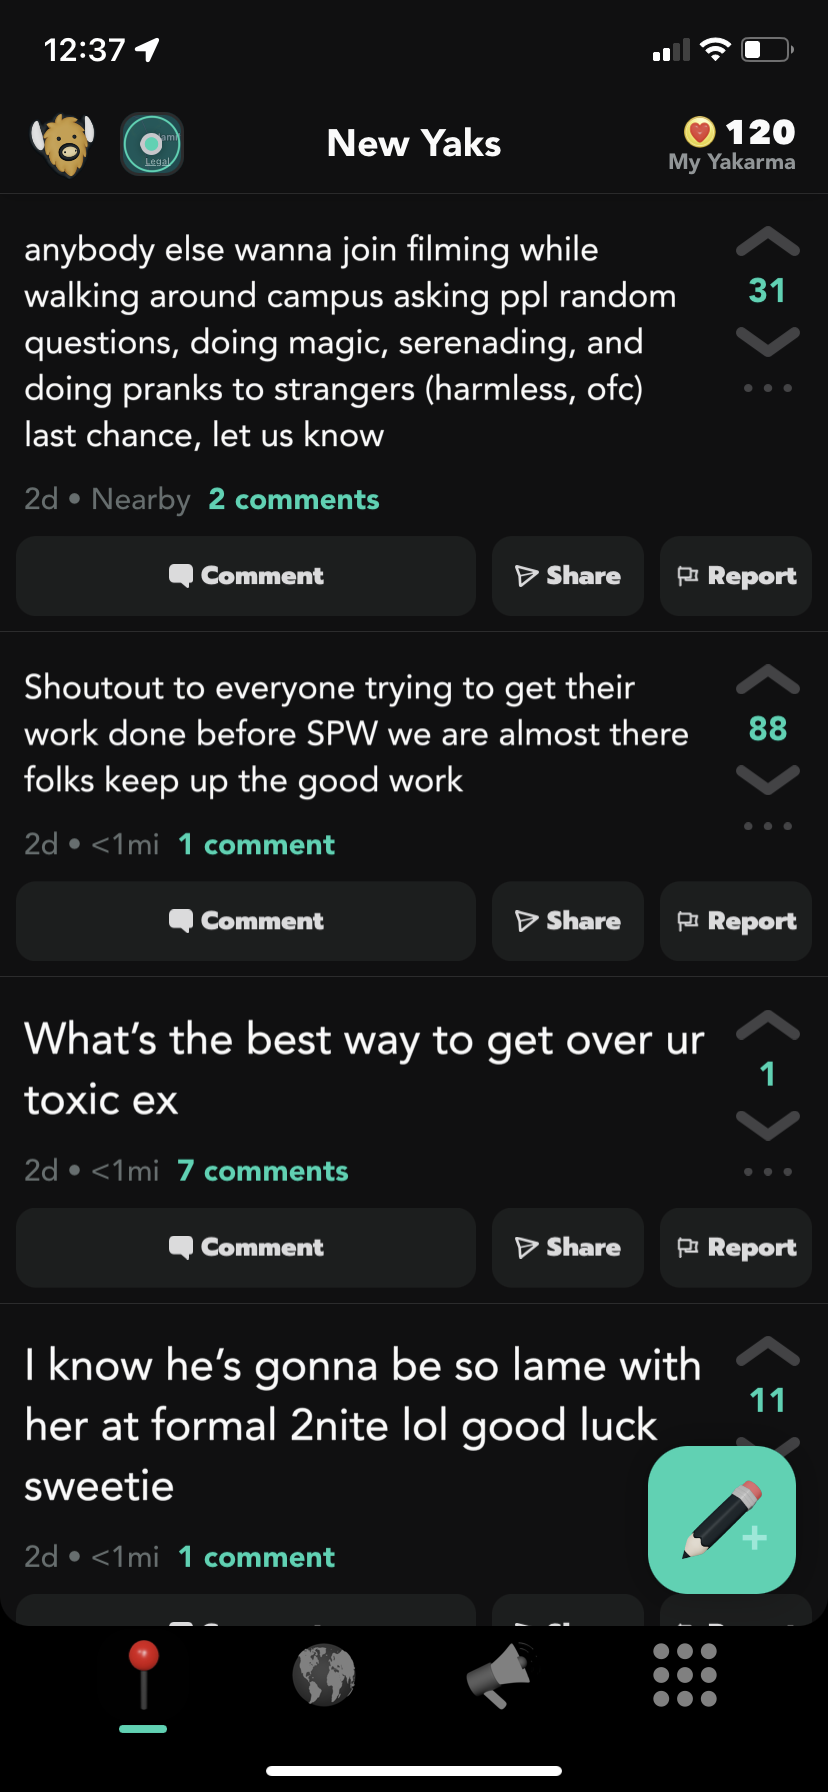 12:37
New Yaks
120
My Yakarma
Legal
anybody else wanna join filming while
walking around campus asking ppl random
questions, doing magic, serenading, and
doing pranks to strangers (harmless, ofc)
last chance, let us know
31
2d • Nearby 2 comments
Comment
Share
Report
Shoutout to everyone trying to get their
work done before SPW we are almost there
folks keep up the good work
88
2d • <1mi 1 comment
Comment
Share
Report
What's the best way to get over ur
toxic ex
1
2d • <1mi 7 comments
Comment
Share
Report
I know he's gonna be so lame with
her at formal 2nite lol good luck
sweetie
11
2d • <1mi 1 comment